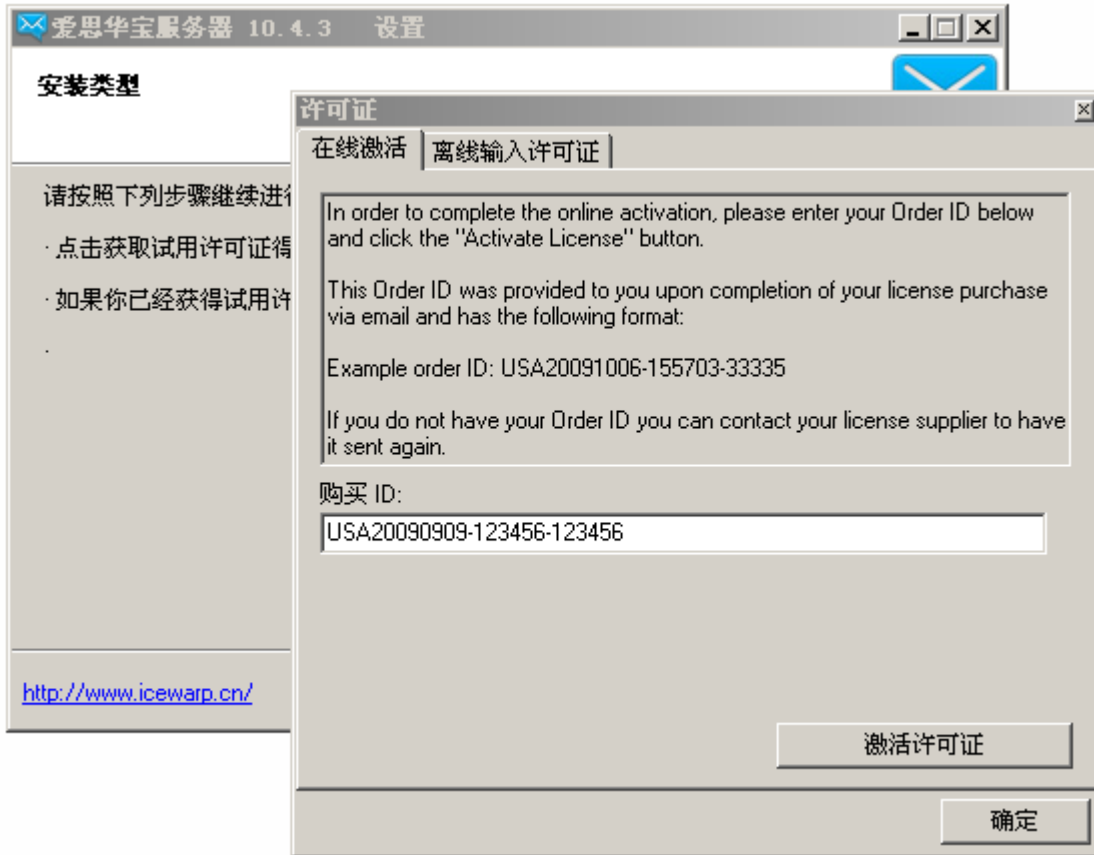 爱思华宝服务器 10.4.3 设置
安装类型
请按照下列步骤继续进行
·点击获取试用许可证得
·如果你已经获得试用许
·
http://www.icewarp.cn/
许可证
在线激活 离线输入许可证
In order to complete the online activation, please enter your Order ID below
and click the "Activate License" button.
This Order ID was provided to you upon completion of your license purchase
via email and has the following format:
Example order ID: USA20091006-155703-33335
If you do not have your Order ID you can contact your license supplier to have
it sent again.
购买 ID:
USA20090909-123456-123456
激活许可证
确定